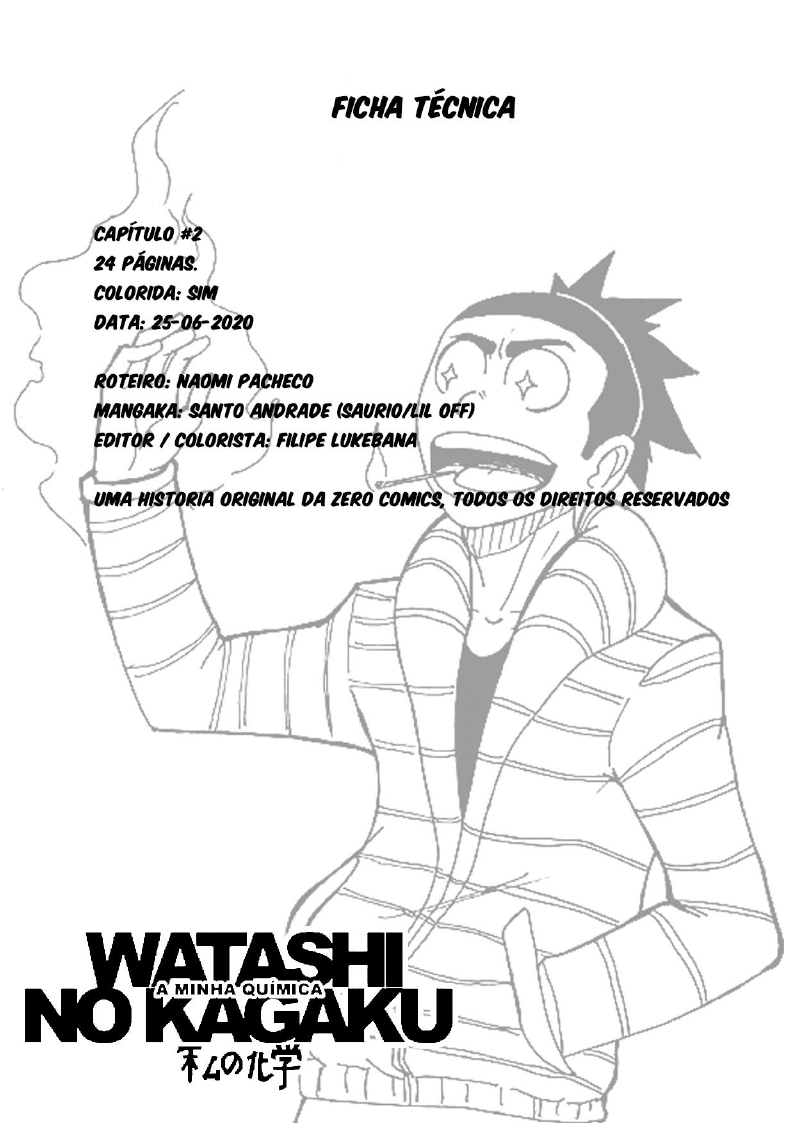 FICHA TÉCNICA
CAPÍTULO #2
24 PÁGINAS.
COLORIDA: SIM
DATA: 25-06-2020
ROTEIRO: NAOMI PACHECO
MANGAKA: SANTO ANDRADE (SAURIO/LIL OFF)
EDITOR / COLORISTA: FILIPE LUKEBANA
UMA HISTORIA ORIGINAL DA ZERO COMICS, TODOS OS DIREITOS RESERVADOS
WATASHI
A MINHA QUÍMICA
NO KAGAKU
私の化学